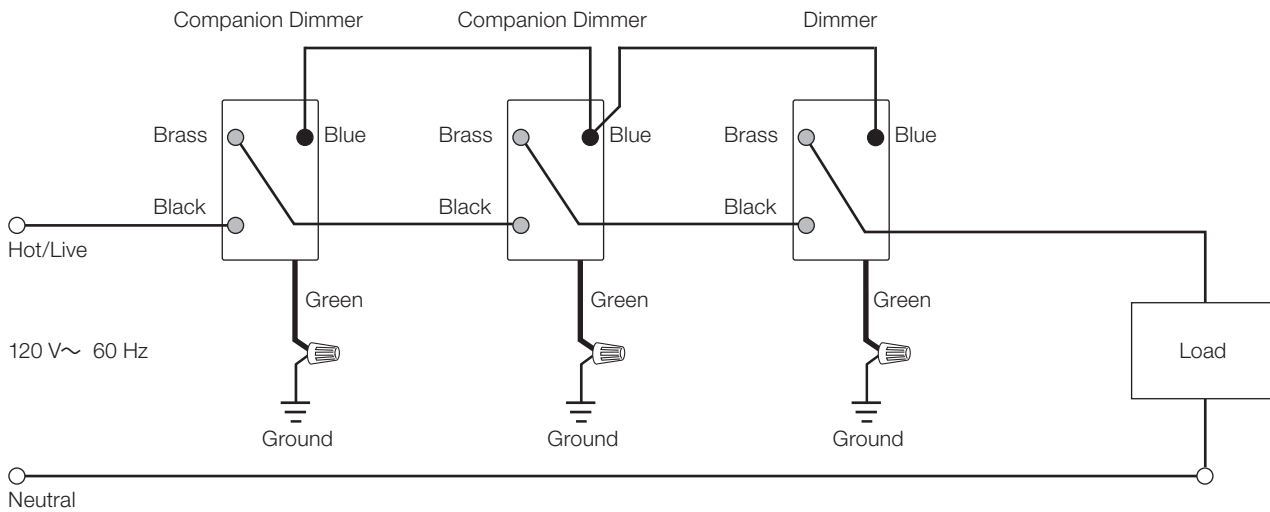 Companion Dimmer Companion Dimmer Dimmer
Brass Blue Brass Blue Brass Blue
Black Black Black
Hot/Live
Green Green Green
120 V~ 60 Hz
Load
Ground Ground Ground
Neutral